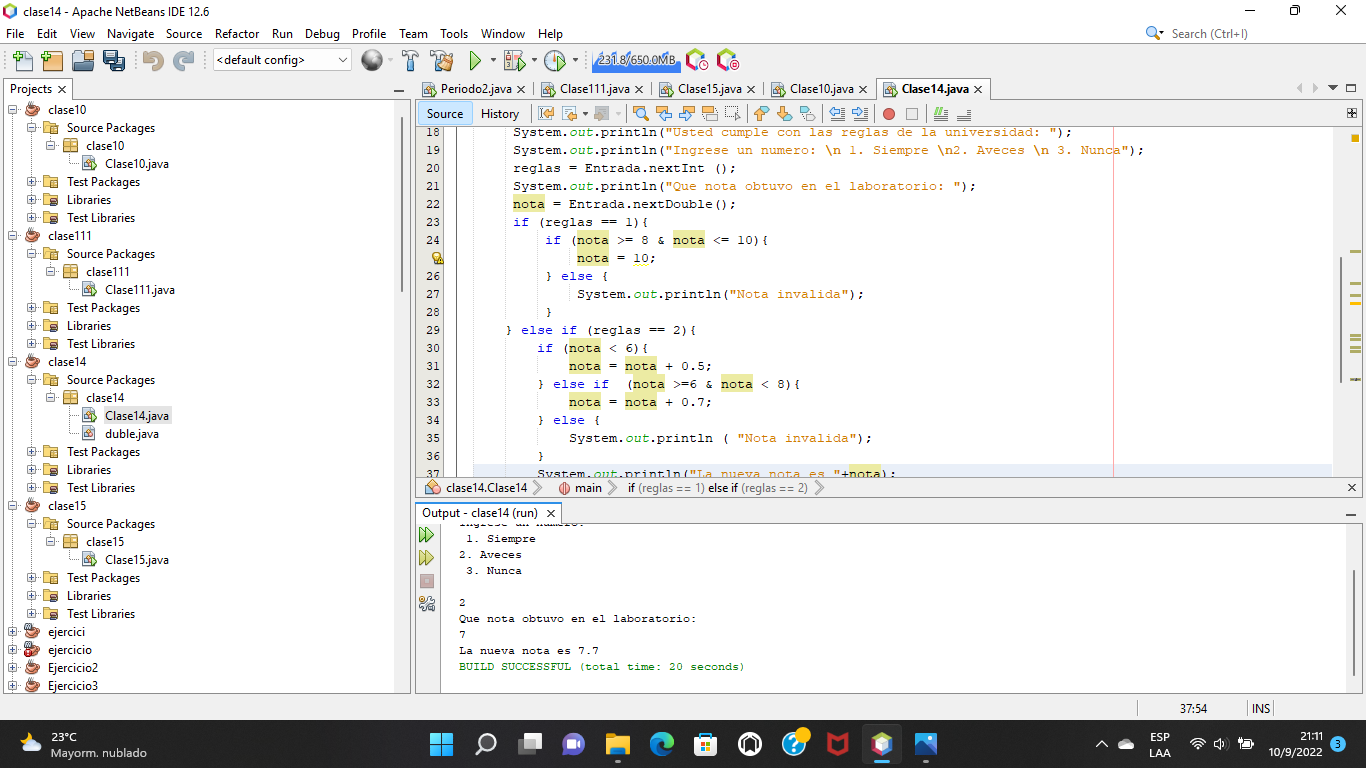 clase14 - Apache NetBeans IDE 12.6
File Edit View Navigate Source Refactor Run Debug Profile Team Tools Window Help
Search (Ctrl+I)
<default config>
231.8/650.0MB
Projects
Periodo2.java Clase111.java Clase15.java Clase10.java Clase14.java
Source History
clase10
Source Packages
clase10
Clase10.java
Test Packages
Libraries
Test Libraries
clase111
Source Packages
clase111
Clase111.java
Test Packages
Libraries
Test Libraries
clase14
Source Packages
clase14
Clase14.java
duble.java
Test Packages
Libraries
Test Libraries
clase15
Source Packages
clase15
Clase15.java
Test Packages
Libraries
Test Libraries
ejercici
ejercicio
Ejercicio2
Ejercicio3
18 System.out.println("Usted cumple con las reglas de la universidad: ");
19 System.out.println("Ingrese un numero: \n 1. Siempre \n2. Aveces \n 3. Nunca");
20 reglas = Entrada.nextInt ();
21 System.out.println("Que nota obtuvo en el laboratorio: ");
22 nota = Entrada.nextDouble();
23 if (reglas == 1){
24 if (nota >= 8 & nota <= 10){
nota = 10;
26 } else {
27 System.out.println("Nota invalida");
28 }
29 } else if (reglas == 2){
30 if (nota < 6){
31 nota = nota + 0.5;
32 } else if (nota >=6 & nota < 8){
33 nota = nota + 0.7;
34 } else {
35 System.out.println ( "Nota invalida");
36 }
37 System.out.println("La nueva nota es "+nota);
clase14.Clase14 main if (reglas == 1) else if (reglas == 2)
Output - clase14 (run)
Ingrese un numero:
1. Siempre
2. Aveces
3. Nunca
2
Que nota obtuvo en el laboratorio:
7
La nueva nota es 7.7
BUILD SUCCESSFUL (total time: 20 seconds)
37:54 INS
23°C
Mayorm. nublado
ESP
LAA
21:11
10/9/2022
3